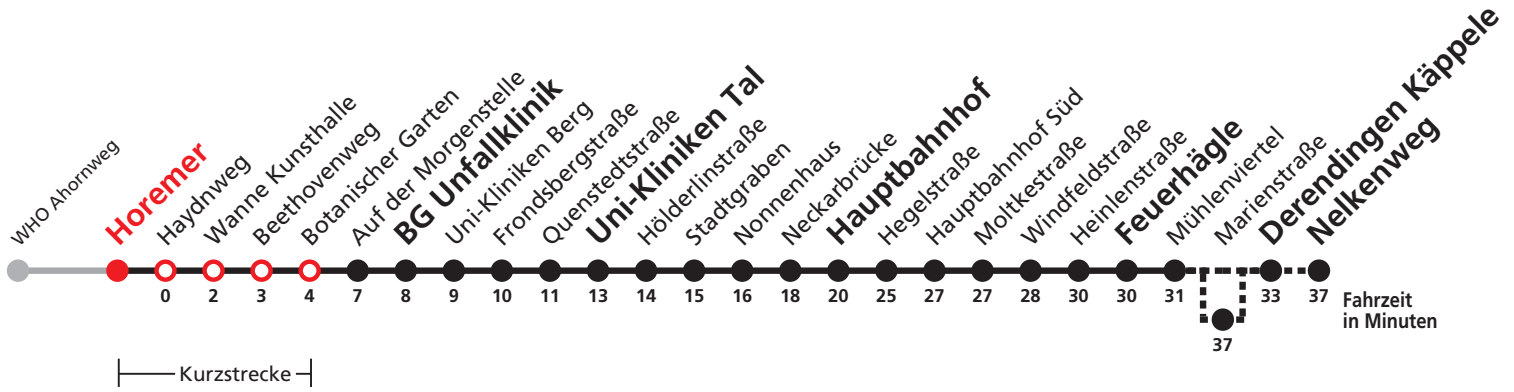 WHO Ahornweg
Horemer
Haydnweg
Wanne Kunsthalle
Beethovenweg
Botanischer Garten
Auf der Morgenstelle
BG Unfallklinik
Uni-Kliniken Berg
Frondsbergstraße
Quenstedtstraße
Uni-Kliniken Tal
Hölderlinstraße
Stadtgraben
Nonnenhaus
Neckarbrücke
Hauptbahnhof
Hegelstraße
Hauptbahnhof Süd
Moltkestraße
Windfeldstraße
Heinlenstraße
Feuerhägle
Mühlenviertel
Marienstraße
Derendingen Käppele
Nelkenweg
0 2 3 4 7 8 9 10 11 13 14 15 16 18 20 25 27 27 28 30 30 31 33 37
Fahrzeit
in Minuten
37
Kurzstrecke